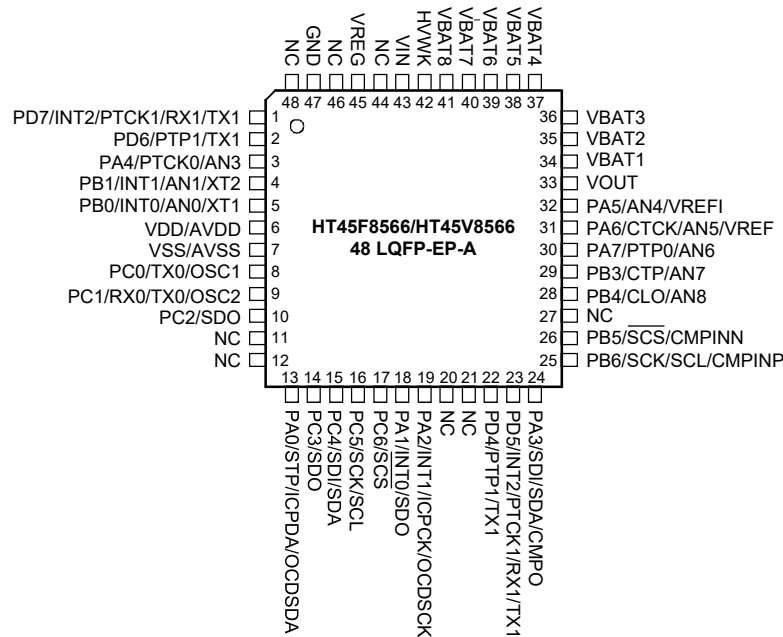 NC
GND
NC
VREG
NC
VIN
HVWK
VBAT8
VBAT7
VBAT6
VBAT5
VBAT4
48 47 46 45 44 43 42 41 40 39 38 37
PD7/INT2/PTCK1/RX1/TX1 1
PD6/PTP1/TX1 2
PA4/PTCK0/AN3 3
PB1/INT1/AN1/XT2 4
PB0/INT0/AN0/XT1 5
VDD/AVDD 6
VSS/AVSS 7
PC0/TX0/OSC1 8
PC1/RX0/TX0/OSC2 9
PC2/SDO 10
NC 11
NC 12
HT45F8566/HT45V8566
48 LQFP-EP-A
36 VBAT3
35 VBAT2
34 VBAT1
33 VOUT
32 PA5/AN4/VREFI
31 PA6/CTCK/AN5/VREF
30 PA7/PTP0/AN6
29 PB3/CTP/AN7
28 PB4/CLO/AN8
27 NC
26 PB5/SCS/CMPINN
25 PB6/SCK/SCL/CMPINP
13 14 15 16 17 18 19 20 21 22 23 24
PA0/STP/ICPDA/OCDSDA
PC3/SDO
PC4/SDI/SDA
PC5/SCK/SCL
PC6/SCS
PA1/INT0/SDO
PA2/INT1/ICPCK/OCDSCK
NC
NC
PD4/PTP1/TX1
PD5/INT2/PTCK1/RX1/TX1
PA3/SDI/SDA/CMPO